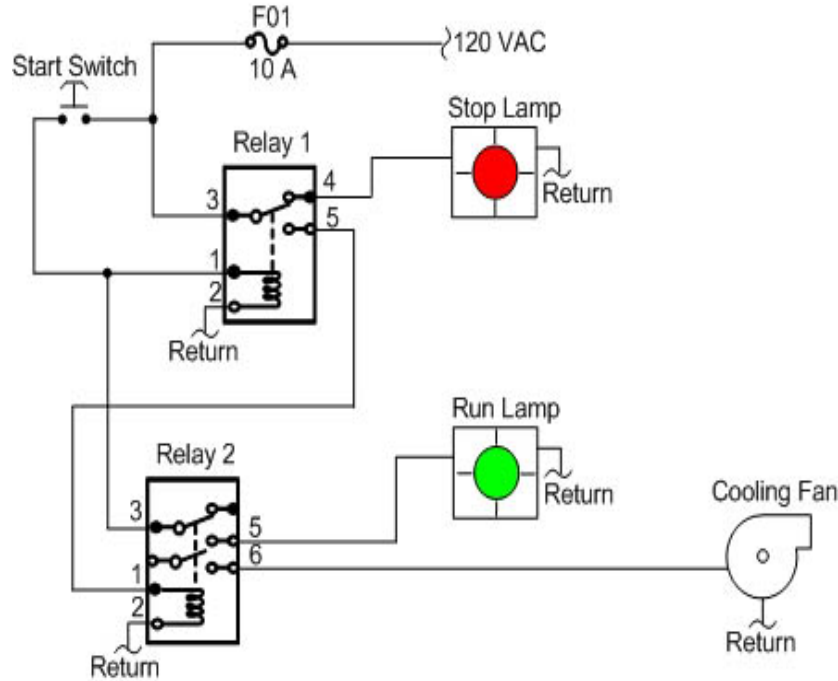 F01
120 VAC
10 A
Start Switch
Stop Lamp
Relay 1
4
3
5
Return
1
2
Return
Run Lamp
Relay 2
Cooling Fan
3
5
Return
6
1
2
Return
Return